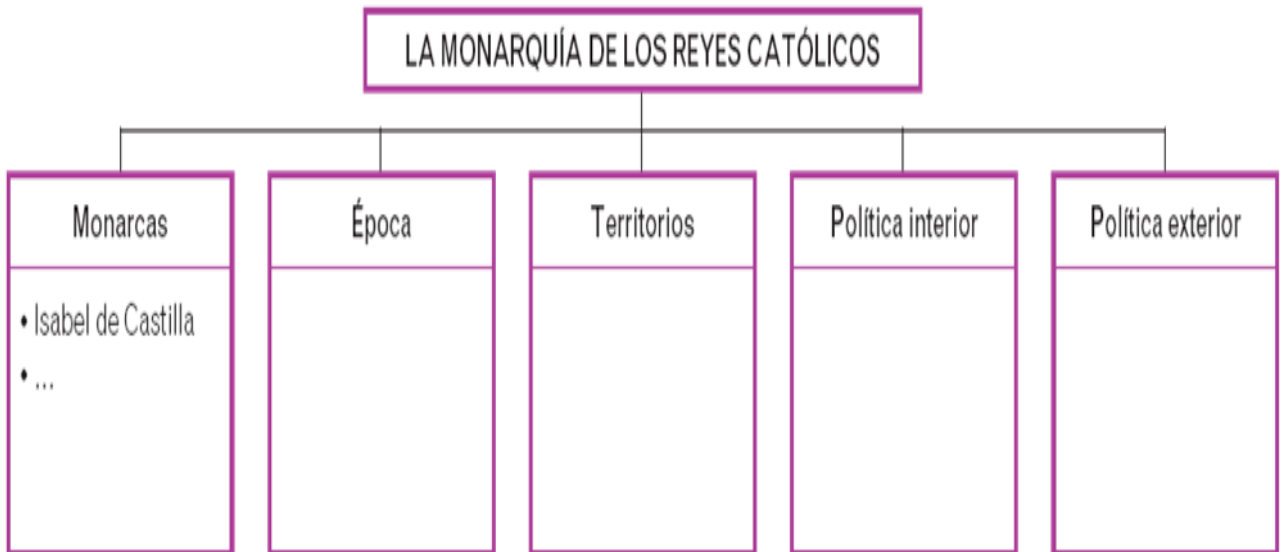 LA MONARQUÍA DE LOS REYES CATÓLICOS
Monarcas
Época
Territorios
Política interior
Política exterior
• Isabel de Castilla
• ...